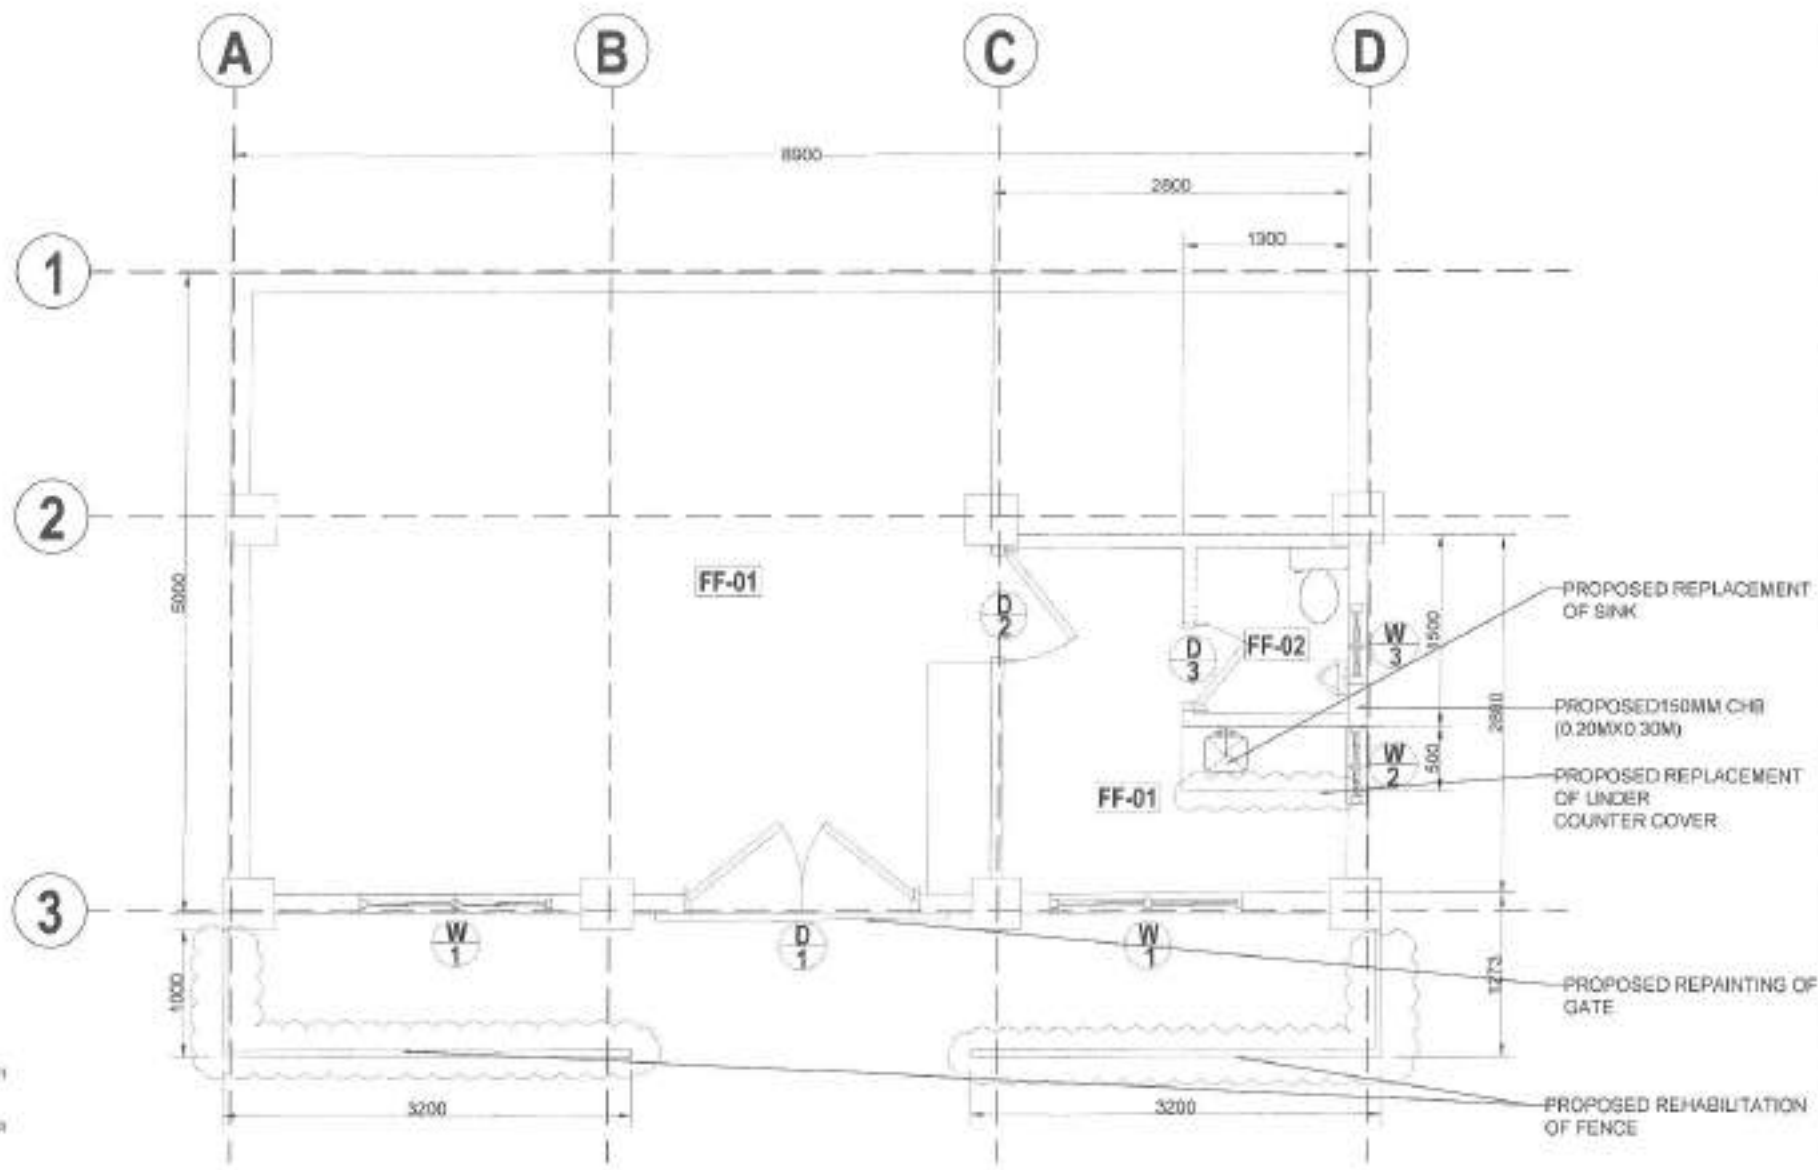 A B C D
8900
2800
1300
1
2
3
5000
FF-01
D
2
D
3
FF-02
W
3
1500
2880
PROPOSED REPLACEMENT
OF SINK
PROPOSED150MM CHB
(0.20MX0.30M)
W
2
500
PROPOSED REPLACEMENT
OF UNDER
COUNTER COVER
FF-01
W
1
D
1
W
1
1000
1273
PROPOSED REPAINTING OF
GATE
3200
3200
PROPOSED REHABILITATION
OF FENCE